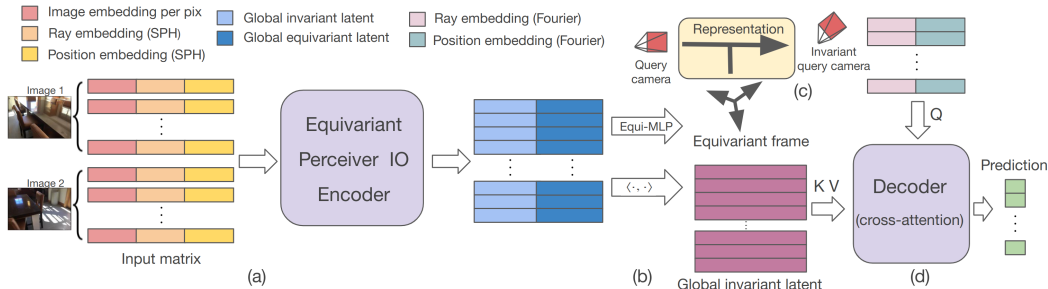 Image embedding per pix
Ray embedding (SPH)
Position embedding (SPH)
Global invariant latent
Global equivariant latent
Ray embedding (Fourier)
Position embedding (Fourier)
Image 1
Image 2
Input matrix
(a)
Equivariant
Perceiver IO
Encoder
Equi-MLP
⟨·, ·⟩
(b)
Query
camera
Representation
Invariant
query camera
(c)
Equivariant frame
Global invariant latent
K V
Q
Decoder
(cross-attention)
(d)
Prediction